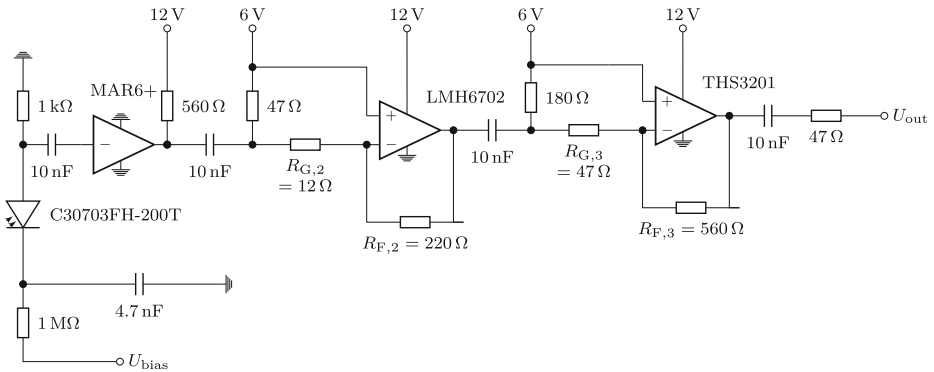 12 V
6 V
12 V
6 V
12 V
MAR6+
1 kΩ
560 Ω
47 Ω
LMH6702
180 Ω
THS3201
+
+
U_out
−
−
−
10 nF
10 nF
R_G,2
= 12 Ω
10 nF
R_G,3
= 47 Ω
10 nF
47 Ω
C30703FH-200T
R_F,2 = 220 Ω
R_F,3 = 560 Ω
4.7 nF
1 MΩ
U_bias